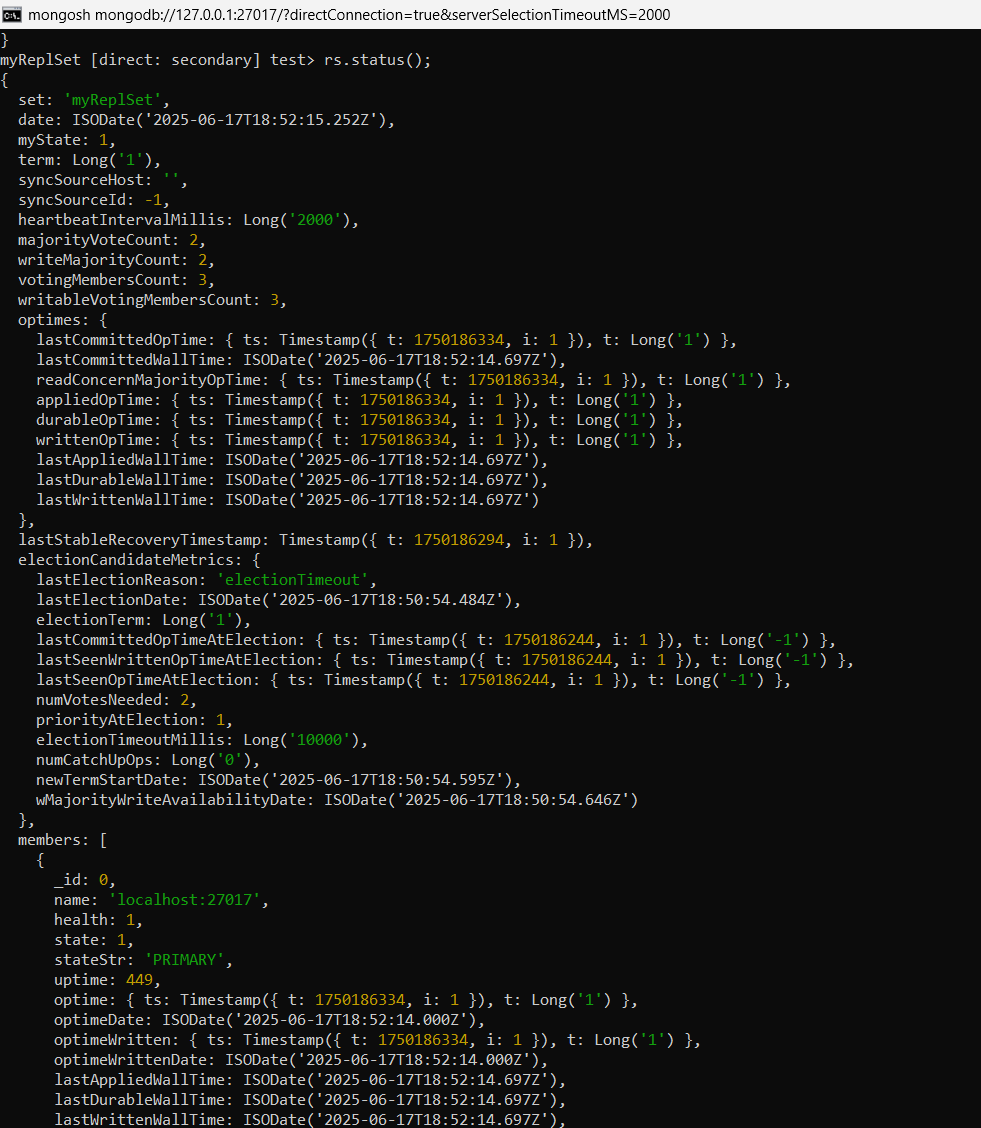 mongosh mongodb://127.0.0.1:27017/?directConnection=true&serverSelectionTimeoutMS=2000
}
myReplSet [direct: secondary] test> rs.status();
{
  set: 'myReplSet',
  date: ISODate('2025-06-17T18:52:15.252Z'),
  myState: 1,
  term: Long('1'),
  syncSourceHost: '',
  syncSourceId: -1,
  heartbeatIntervalMillis: Long('2000'),
  majorityVoteCount: 2,
  writeMajorityCount: 2,
  votingMembersCount: 3,
  writableVotingMembersCount: 3,
  optimes: {
    lastCommittedOpTime: { ts: Timestamp({ t: 1750186334, i: 1 }), t: Long('1') },
    lastCommittedWallTime: ISODate('2025-06-17T18:52:14.697Z'),
    readConcernMajorityOpTime: { ts: Timestamp({ t: 1750186334, i: 1 }), t: Long('1') },
    appliedOpTime: { ts: Timestamp({ t: 1750186334, i: 1 }), t: Long('1') },
    durableOpTime: { ts: Timestamp({ t: 1750186334, i: 1 }), t: Long('1') },
    writtenOpTime: { ts: Timestamp({ t: 1750186334, i: 1 }), t: Long('1') },
    lastAppliedWallTime: ISODate('2025-06-17T18:52:14.697Z'),
    lastDurableWallTime: ISODate('2025-06-17T18:52:14.697Z'),
    lastWrittenWallTime: ISODate('2025-06-17T18:52:14.697Z')
  },
  lastStableRecoveryTimestamp: Timestamp({ t: 1750186294, i: 1 }),
  electionCandidateMetrics: {
    lastElectionReason: 'electionTimeout',
    lastElectionDate: ISODate('2025-06-17T18:50:54.484Z'),
    electionTerm: Long('1'),
    lastCommittedOpTimeAtElection: { ts: Timestamp({ t: 1750186244, i: 1 }), t: Long('-1') },
    lastSeenWrittenOpTimeAtElection: { ts: Timestamp({ t: 1750186244, i: 1 }), t: Long('-1') },
    lastSeenOpTimeAtElection: { ts: Timestamp({ t: 1750186244, i: 1 }), t: Long('-1') },
    numVotesNeeded: 2,
    priorityAtElection: 1,
    electionTimeoutMillis: Long('10000'),
    numCatchUpOps: Long('0'),
    newTermStartDate: ISODate('2025-06-17T18:50:54.595Z'),
    wMajorityWriteAvailabilityDate: ISODate('2025-06-17T18:50:54.646Z')
  },
  members: [
    {
      _id: 0,
      name: 'localhost:27017',
      health: 1,
      state: 1,
      stateStr: 'PRIMARY',
      uptime: 449,
      optime: { ts: Timestamp({ t: 1750186334, i: 1 }), t: Long('1') },
      optimeDate: ISODate('2025-06-17T18:52:14.000Z'),
      optimeWritten: { ts: Timestamp({ t: 1750186334, i: 1 }), t: Long('1') },
      optimeWrittenDate: ISODate('2025-06-17T18:52:14.000Z'),
      lastAppliedWallTime: ISODate('2025-06-17T18:52:14.697Z'),
      lastDurableWallTime: ISODate('2025-06-17T18:52:14.697Z'),
      lastWrittenWallTime: ISODate('2025-06-17T18:52:14.697Z'),